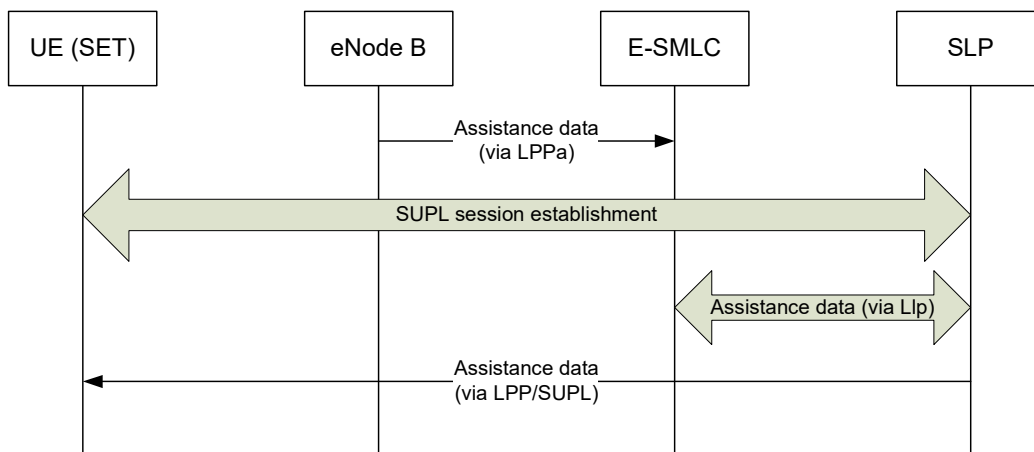 UE (SET)
eNode B
E-SMLC
SLP
Assistance data
(via LPPa)
SUPL session establishment
Assistance data (via Llp)
Assistance data
(via LPP/SUPL)